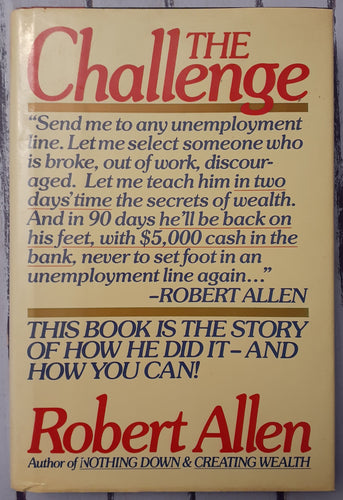 THE
Challenge
“Send me to any unemployment
line. Let me select someone who
is broke, out of work, discour-
aged. Let me teach him in two
days' time the secrets of wealth.
And in 90 days he'll be back on
his feet, with $5,000 cash in the
bank, never to set foot in an
unemployment line again...”
–ROBERT ALLEN
THIS BOOK IS THE STORY
OF HOW HE DID IT–AND
HOW YOU CAN!
Robert Allen
Author of NOTHING DOWN & CREATING WEALTH